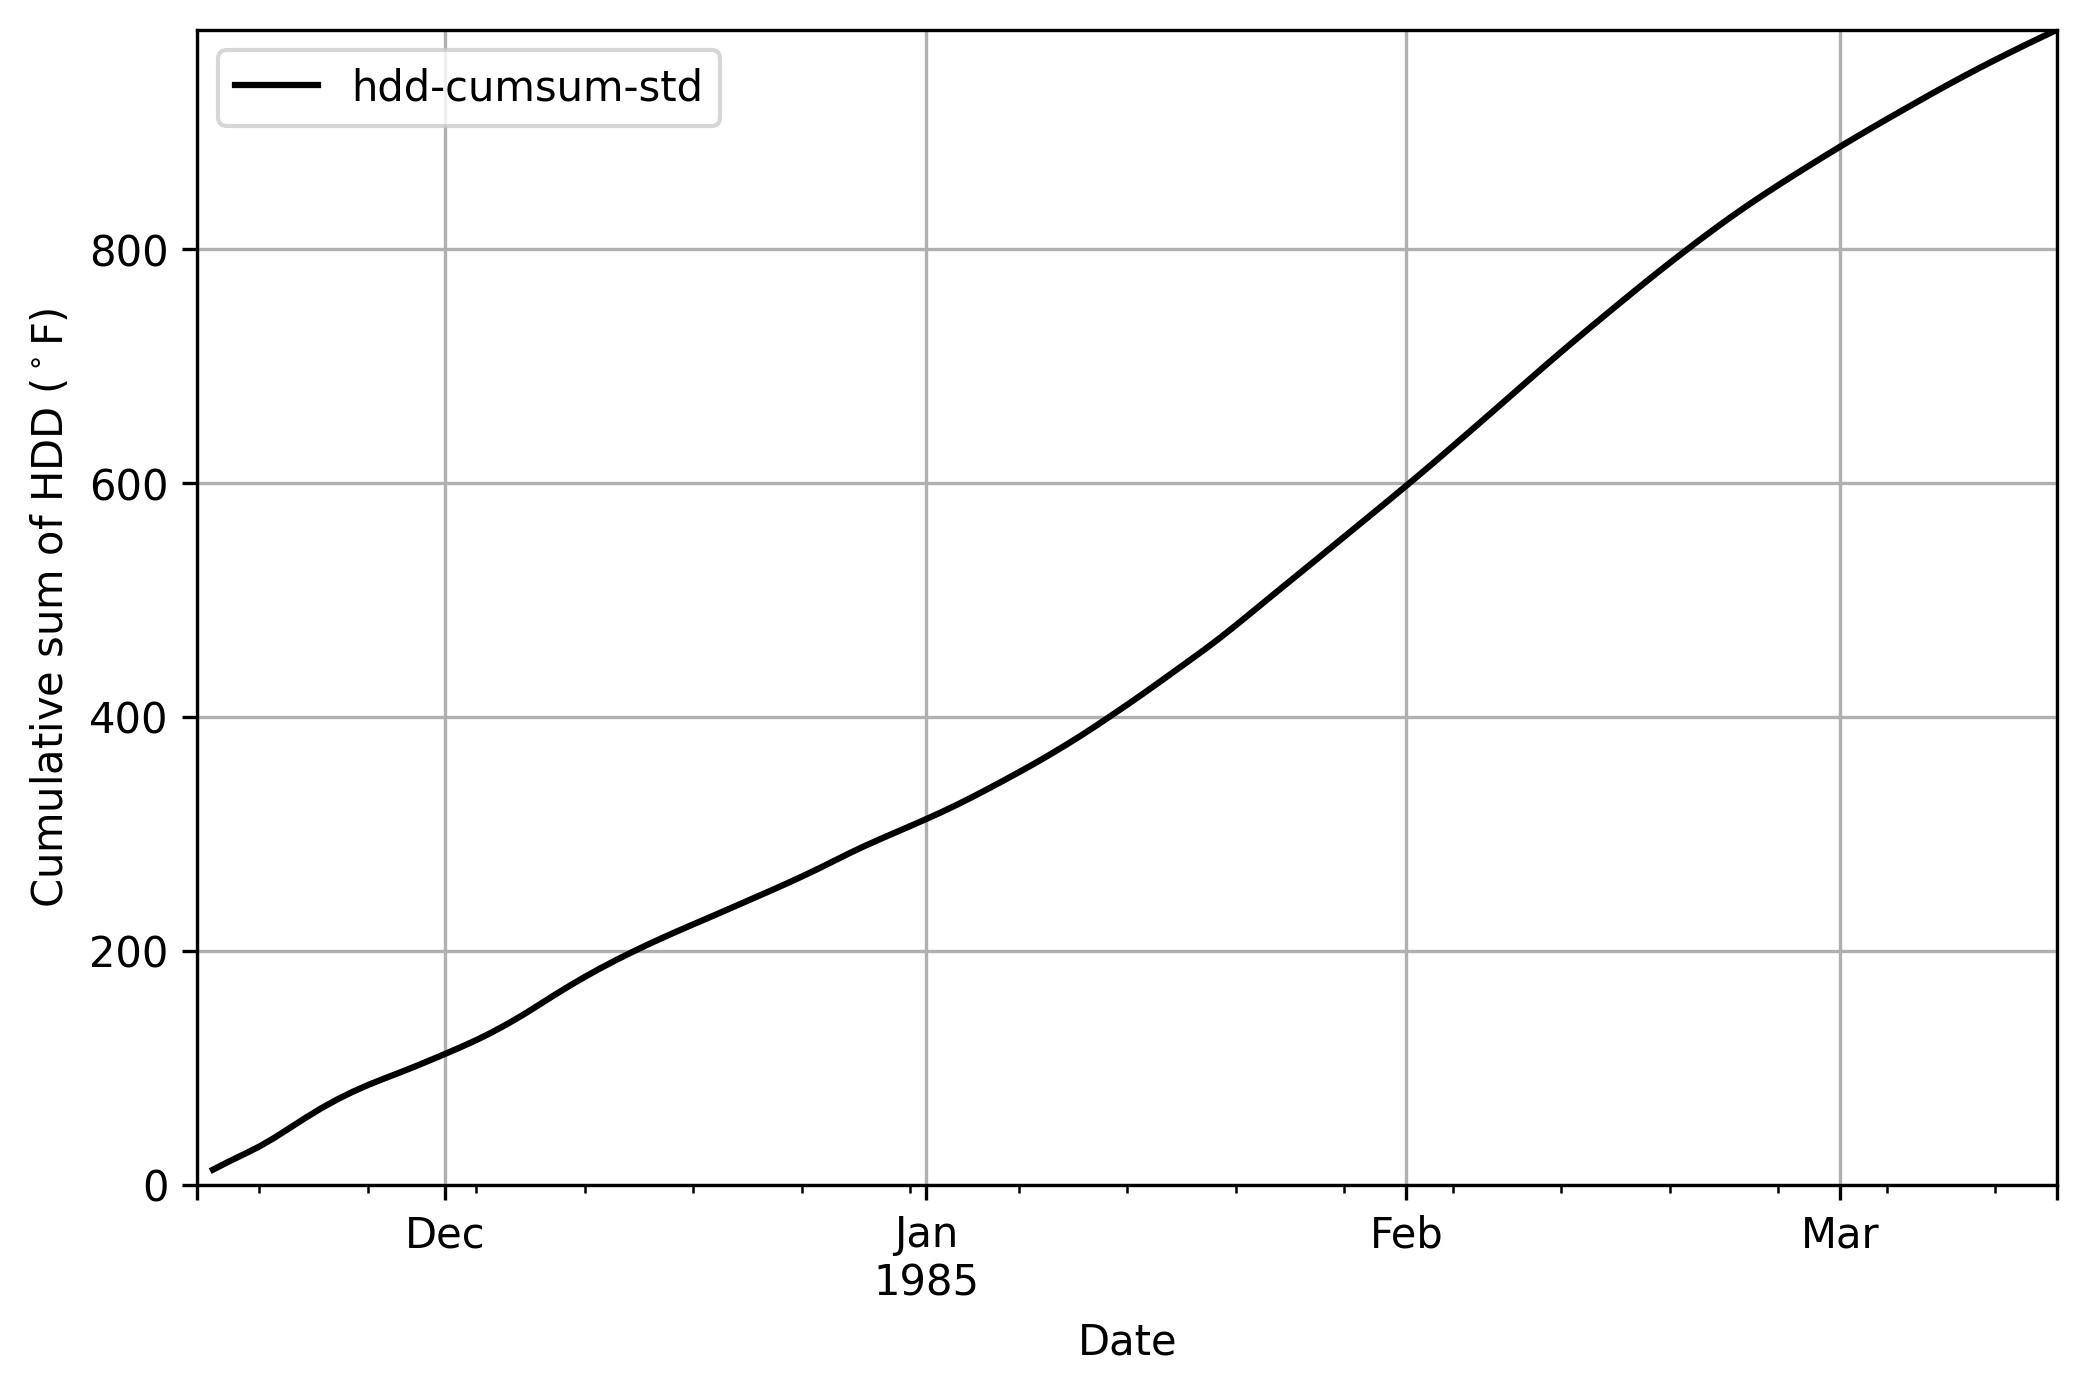 hdd-cumsum-std
Cumulative sum of HDD (°F)
800
600
400
200
0
Dec
Jan
1985
Feb
Mar
Date